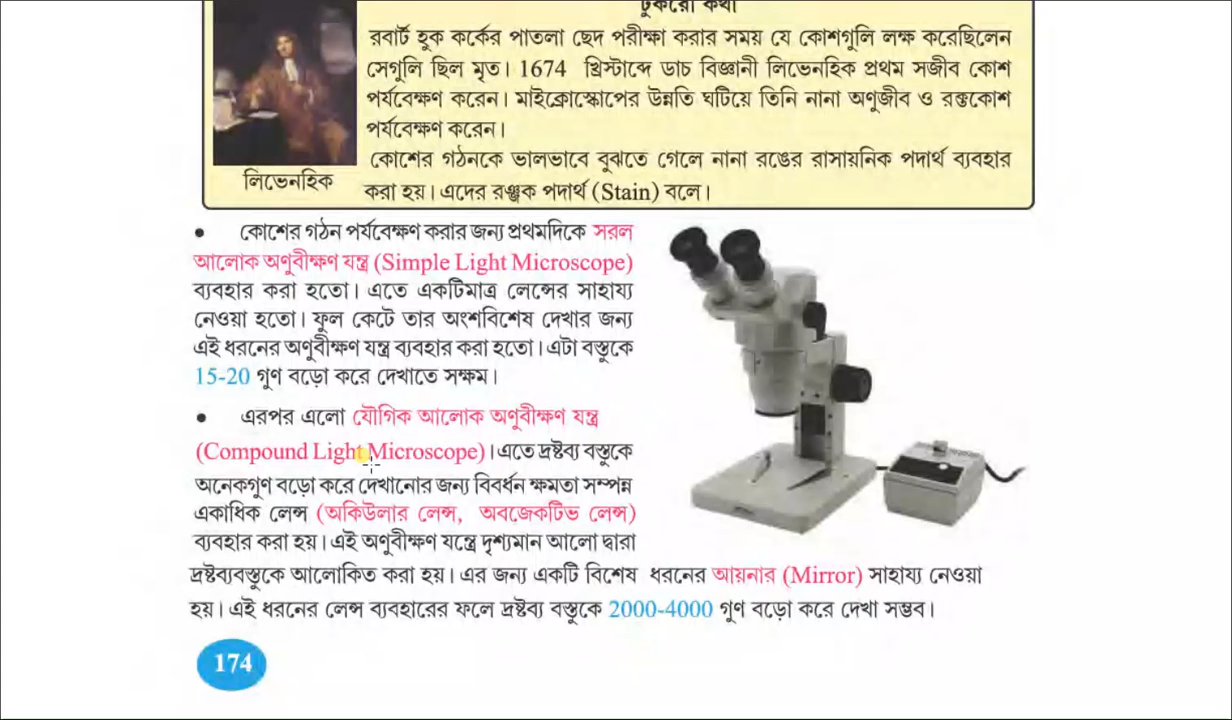 টুকরো কথা
রবার্ট হুক কর্কের পাতলা ছেদ পরীক্ষা করার সময় যে কোশগুলি লক্ষ করেছিলেন
সেগুলি ছিল মৃত। 1674 খ্রিস্টাব্দে ডাচ বিজ্ঞানী লিভেনহিক প্রথম সজীব কোশ
পর্যবেক্ষণ করেন। মাইক্রোস্কোপের উন্নতি ঘটিয়ে তিনি নানা অণুজীব ও রক্তকোশ
পর্যবেক্ষণ করেন।
কোশের গঠনকে ভালভাবে বুঝতে গেলে নানা রঙের রাসায়নিক পদার্থ ব্যবহার
করা হয়। এদের রঞ্জক পদার্থ (Stain) বলে।
লিভেনহিক
• কোশের গঠন পর্যবেক্ষণ করার জন্য প্রথমদিকে সরল
আলোক অণুবীক্ষণ যন্ত্র (Simple Light Microscope)
ব্যবহার করা হতো। এতে একটিমাত্র লেন্সের সাহায্য
নেওয়া হতো। ফুল কেটে তার অংশবিশেষ দেখার জন্য
এই ধরনের অণুবীক্ষণ যন্ত্র ব্যবহার করা হতো। এটা বস্তুকে
15-20 গুণ বড়ো করে দেখাতে সক্ষম।
• এরপর এলো যৌগিক আলোক অণুবীক্ষণ যন্ত্র
(Compound Light Microscope)। এতে দ্রষ্টব্য বস্তুকে
অনেকগুণ বড়ো করে দেখানোর জন্য বিবর্ধন ক্ষমতা সম্পন্ন
একাধিক লেন্স (অকিউলার লেন্স, অবজেকটিভ লেন্স)
ব্যবহার করা হয়। এই অণুবীক্ষণ যন্ত্রে দৃশ্যমান আলো দ্বারা
দ্রষ্টব্যবস্তুকে আলোকিত করা হয়। এর জন্য একটি বিশেষ ধরনের আয়নার (Mirror) সাহায্য নেওয়া
হয়। এই ধরনের লেন্স ব্যবহারের ফলে দ্রষ্টব্য বস্তুকে 2000-4000 গুণ বড়ো করে দেখা সম্ভব।
174